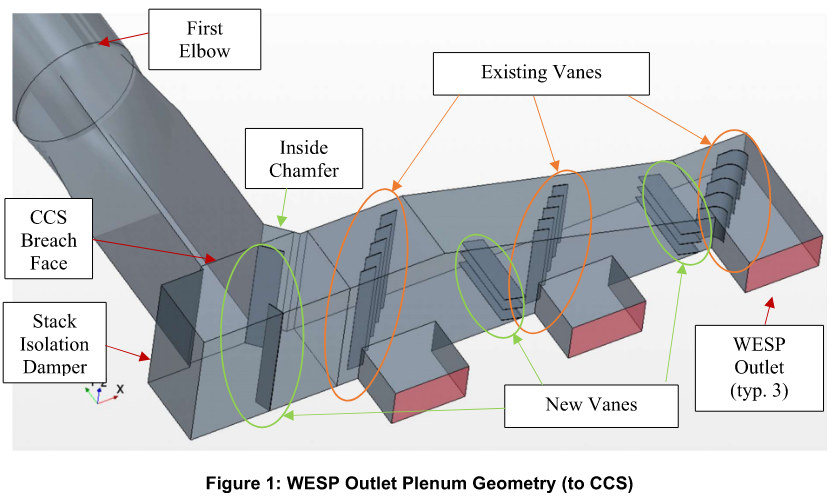 First
Elbow
Existing Vanes
Inside
Chamfer
CCS
Breach
Face
Stack
Isolation
Damper
Z
X
WESP
Outlet
(typ. 3)
New Vanes
Figure 1: WESP Outlet Plenum Geometry (to CCS)